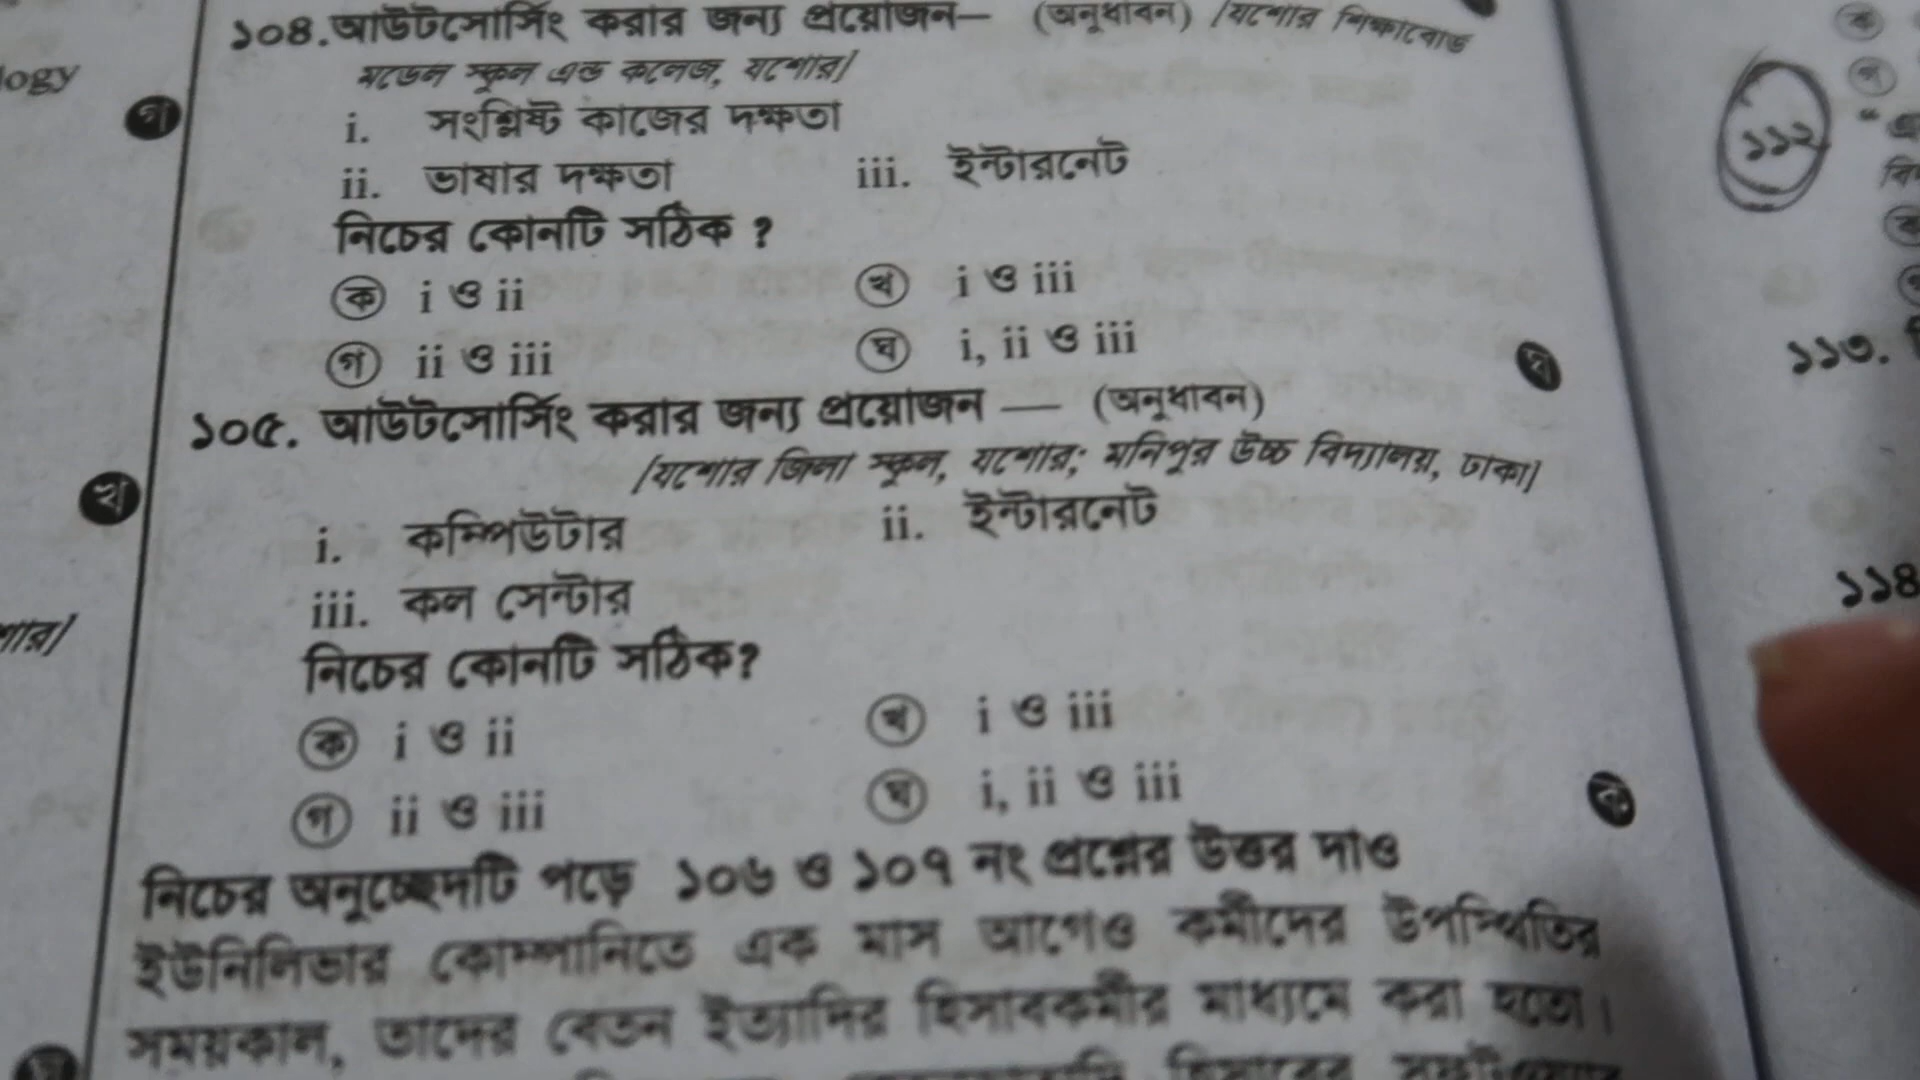 logy
গ
শোর]
খ
১০৪. আউটসোর্সিং করার জন্য প্রয়োজন— (অনুধাবন) [যশোর শিক্ষাবোর্ড
মডেল স্কুল এন্ড কলেজ, যশোর]
i. সংশ্লিষ্ট কাজের দক্ষতা
ii. ভাষার দক্ষতা iii. ইন্টারনেট
নিচের কোনটি সঠিক ?
ক i ও ii খ i ও iii
গ ii ও iii ঘ i, ii ও iii ঘ
১০৫. আউটসোর্সিং করার জন্য প্রয়োজন — (অনুধাবন)
[যশোর জিলা স্কুল, যশোর; মনিপুর উচ্চ বিদ্যালয়, ঢাকা]
i. কম্পিউটার ii. ইন্টারনেট
iii. কল সেন্টার
নিচের কোনটি সঠিক?
ক i ও ii খ i ও iii
গ ii ও iii ঘ i, ii ও iii ক
নিচের অনুচ্ছেদটি পড়ে ১০৬ ও ১০৭ নং প্রশ্নের উত্তর দাও
ইউনিলিভার কোম্পানিতে এক মাস আগেও কর্মীদের উপস্থিতির
সময়কাল, তাদের বেতন ইত্যাদির হিসাবকর্মীর মাধ্যমে করা হতো।
ক
গ
১১২
১১৩.
১১৪